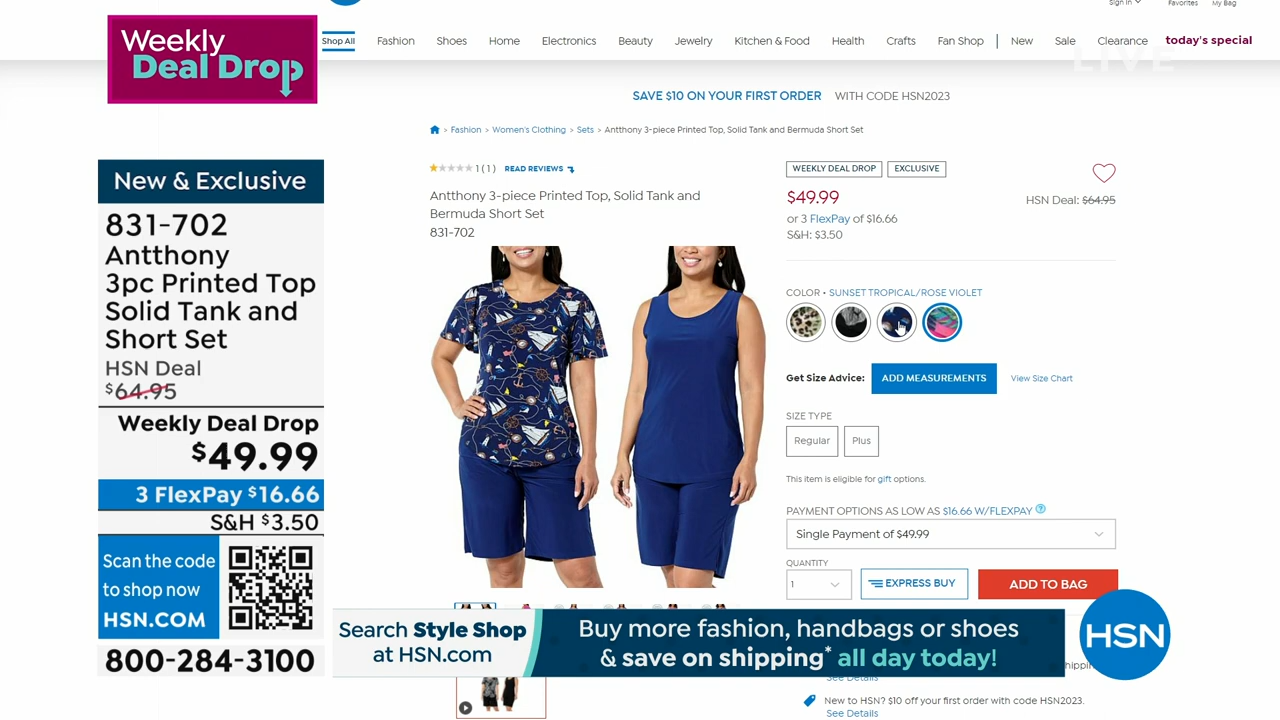 Sign In
Favorites
My Bag
Weekly
Deal Drop
Shop All
Fashion
Shoes
Home
Electronics
Beauty
Jewelry
Kitchen & Food
Health
Crafts
Fan Shop
New
Sale
Clearance
today's special
LIVE
SAVE $10 ON YOUR FIRST ORDER WITH CODE HSN2023
> Fashion > Women's Clothing > Sets > Antthony 3-piece Printed Top, Solid Tank and Bermuda Short Set
New & Exclusive
831-702
Antthony
3pc Printed Top
Solid Tank and
Short Set
HSN Deal
$64.95
Weekly Deal Drop
$49.99
3 FlexPay $16.66
S&H $3.50
Scan the code
to shop now
HSN.COM
800-284-3100
1 (1) READ REVIEWS
Antthony 3-piece Printed Top, Solid Tank and
Bermuda Short Set
831-702
WEEKLY DEAL DROP
EXCLUSIVE
$49.99
HSN Deal: $64.95
or 3 FlexPay of $16.66
S&H: $3.50
COLOR • SUNSET TROPICAL/ROSE VIOLET
Get Size Advice:
ADD MEASUREMENTS
View Size Chart
SIZE TYPE
Regular
Plus
This item is eligible for gift options.
PAYMENT OPTIONS AS LOW AS $16.66 W/FLEXPAY ?
Single Payment of $49.99
QUANTITY
1
EXPRESS BUY
ADD TO BAG
Search Style Shop
at HSN.com
Buy more fashion, handbags or shoes
& save on shipping* all day today!
HSN
See Details
New to HSN? $10 off your first order with code HSN2023.
See Details